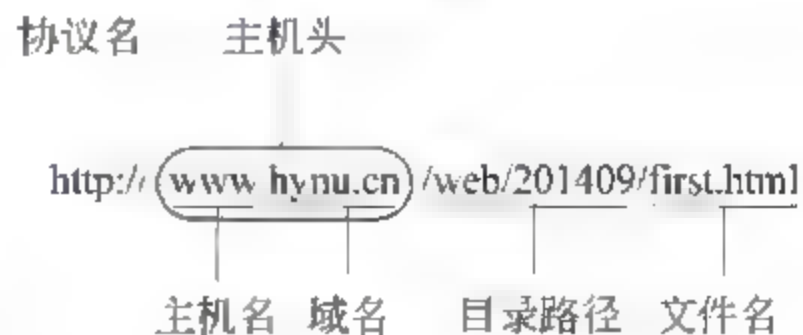 协议名 主机头
http:// www hynu.cn /web/201409/first.html
主机名 域名 目录路径 文件名